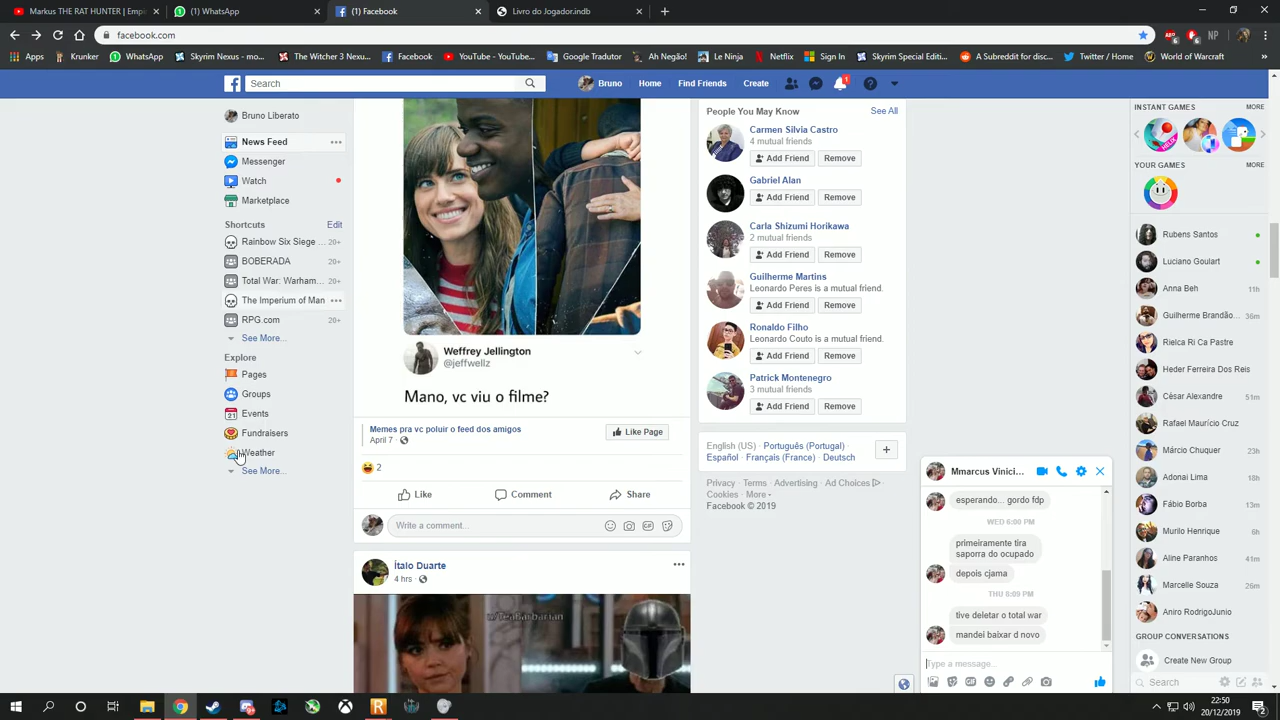 Markus THE RAT HUNTER | Empi
(1) WhatsApp
(1) Facebook
Livro do Jogador.pdf
facebook.com
Apps
Krunker
WhatsApp
Skyrim Nexus - mo...
The Witcher 3 Nexu...
Facebook
YouTube - YouTube...
Google Tradutor
Ah Negão!
Le Ninja
Netflix
Skyrim Special Editi...
A Subreddit for disc...
Twitter / Home
World of Warcraft
Search
Bruno
Home
Find Friends
Create
1
Bruno Liberato
News Feed
Messenger
Watch
Marketplace
Shortcuts
Edit
Rainbow Six Siege ... 20+
BOBERADA 20+
Total War: Warham... 20+
The Imperium of Man
RPG.com 20+
See More...
Explore
Pages
Groups
Events
Fundraisers
Weather
See More...
Weffrey Jellington
@jeffwellz
Mano, vc viu o filme?
Memes pra vc poluir o feed dos amigos
April 7
Like Page
2
Like
Comment
Share
Write a comment...
Ítalo Duarte
4 hrs
People You May Know
See All
Carmen Silvia Castro
4 mutual friends
Add Friend Remove
Gabriel Alan
Add Friend Remove
Carla Shizumi Horikawa
2 mutual friends
Add Friend Remove
Guilherme Martins
Leonardo Peres is a mutual friend.
Add Friend Remove
Ronaldo Filho
Leonardo Couto is a mutual friend.
Add Friend Remove
Patrick Montenegro
3 mutual friends
Add Friend Remove
English (US) · Português (Portugal) ·
Español · Français (France) · Deutsch
Privacy · Terms · Advertising · Ad Choices ·
Cookies · More
Facebook © 2019
Mmarcus Vinici...
esperando... gordo fdp
WED 6:00 PM
primeiramente tira
saporra do ocupado
depois cjama
THU 8:09 PM
tive deletar o total war
mandei baixar d novo
Type a message...
INSTANT GAMES
MORE
YOUR GAMES
MORE
Rubens Santos
Luciano Goulart
Anna Beh 11h
Guilherme Brandão... 36m
Rielca Ri Ca Pastre
Heder Ferreira Dos Reis
César Alexandre 51m
Rafael Maurício Cruz
Márcio Chuquer 23h
Adonai Lima 18h
Fábio Borba 13m
Murilo Henrique 6h
Aline Paranhos 41m
Marcelle Souza 26m
Aniro RodrigoJunio
GROUP CONVERSATIONS
Create New Group
Search
22:50
20/12/2019